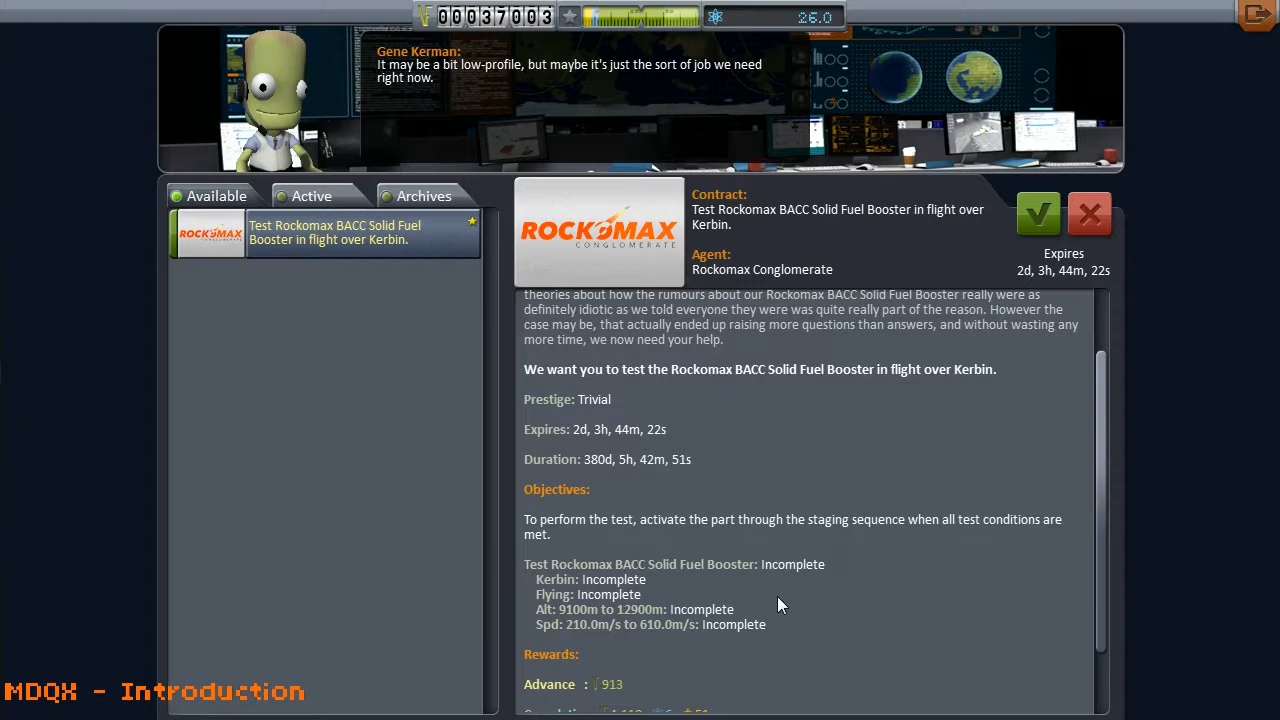 00037003
26.0
Gene Kerman:
It may be a bit low-profile, but maybe it's just the sort of job we need
right now.
Available
Active
Archives
ROCKOMAX
Test Rockomax BACC Solid Fuel
Booster in flight over Kerbin.
ROCKOMAX
CONGLOMERATE
Contract:
Test Rockomax BACC Solid Fuel Booster in flight over
Kerbin.
Agent:
Rockomax Conglomerate
Expires
2d, 3h, 44m, 22s
theories about how the rumours about our Rockomax BACC Solid Fuel Booster really were as
definitely idiotic as we told everyone they were was quite really part of the reason. However the
case may be, that actually ended up raising more questions than answers, and without wasting any
more time, we now need your help.
We want you to test the Rockomax BACC Solid Fuel Booster in flight over Kerbin.
Prestige: Trivial
Expires: 2d, 3h, 44m, 22s
Duration: 380d, 5h, 42m, 51s
Objectives:
To perform the test, activate the part through the staging sequence when all test conditions are
met.
Test Rockomax BACC Solid Fuel Booster: Incomplete
Kerbin: Incomplete
Flying: Incomplete
Alt: 9100m to 12900m: Incomplete
Spd: 210.0m/s to 610.0m/s: Incomplete
Rewards:
Advance : 913
MDQX - Introduction